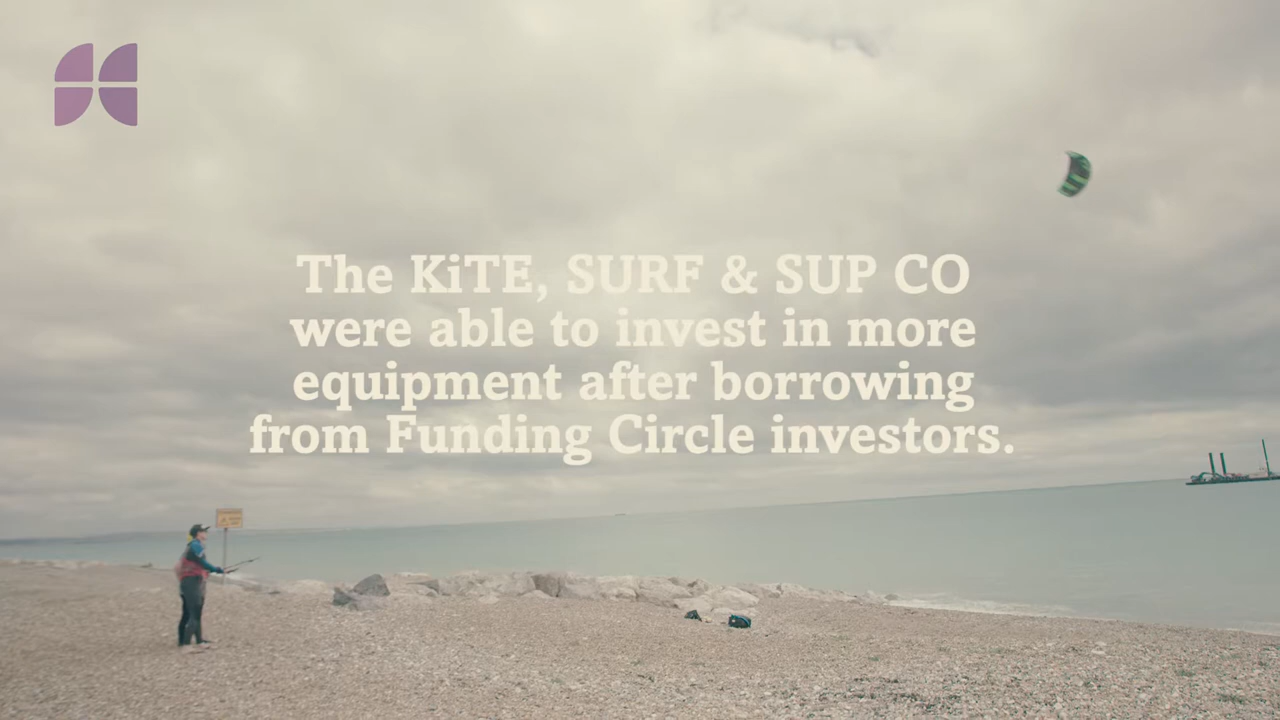 The KiTE, SURF & SUP CO
were able to invest in more
equipment after borrowing
from Funding Circle investors.